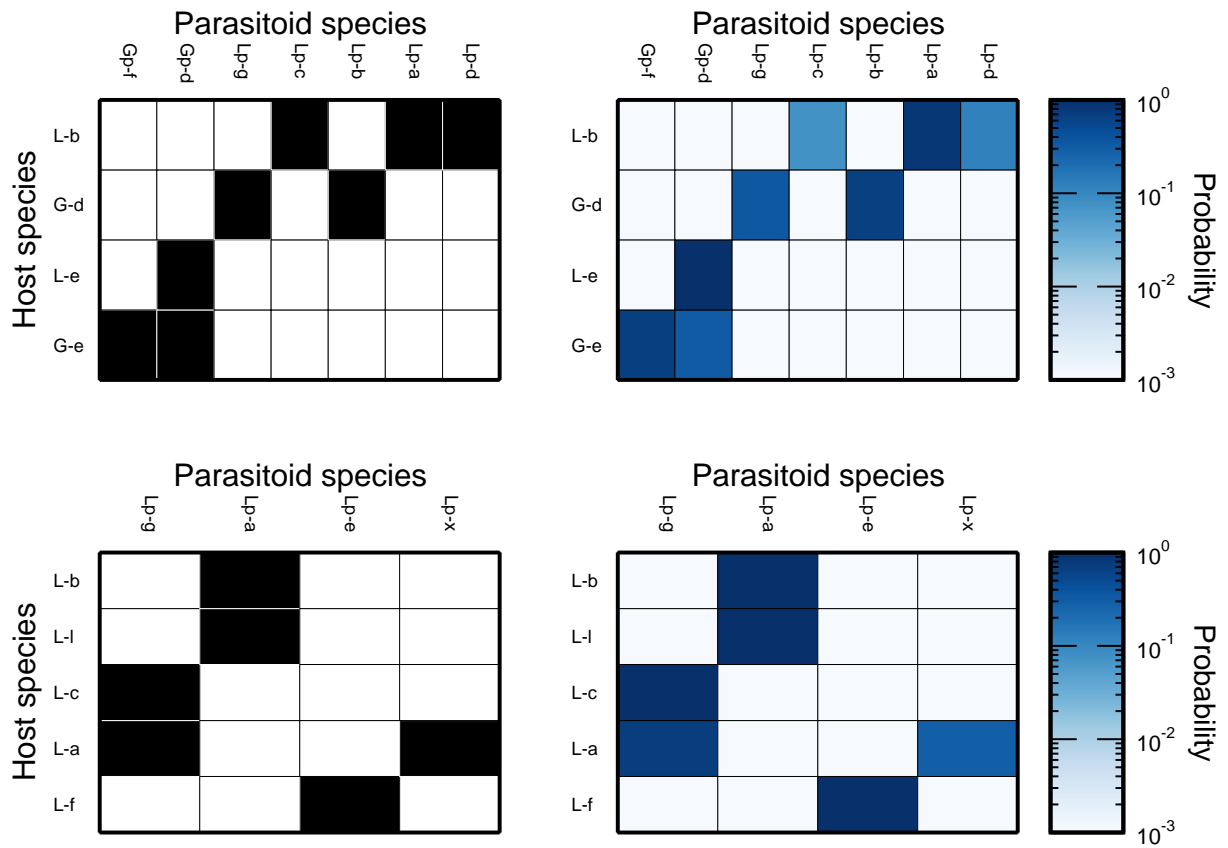 Parasitoid species
Parasitoid species
Gp-f Gp-d Lp-g Lp-c Lp-b Lp-a Lp-d
Gp-f Gp-d Lp-g Lp-c Lp-b Lp-a Lp-d
Host species
L-b
G-d
L-e
G-e
L-b
G-d
L-e
G-e
10^0
10^-1
10^-2
10^-3
Probability
Parasitoid species
Parasitoid species
Lp-g Lp-a Lp-e Lp-x
Lp-g Lp-a Lp-e Lp-x
Host species
L-b
L-l
L-c
L-a
L-f
L-b
L-l
L-c
L-a
L-f
10^0
10^-1
10^-2
10^-3
Probability